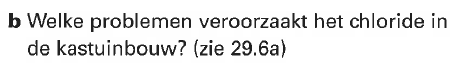 b Welke problemen veroorzaakt het chloride in
de kastuinbouw? (zie 29.6a)